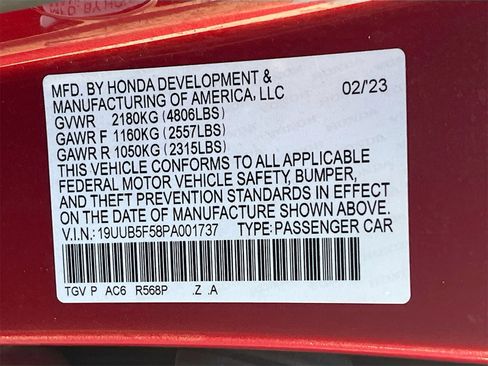 MFD. BY HONDA DEVELOPMENT &
MANUFACTURING OF AMERICA, LLC 02/'23
GVWR 2180KG (4806LBS)
GAWR F 1160KG (2557LBS)
GAWR R 1050KG (2315LBS)
THIS VEHICLE CONFORMS TO ALL APPLICABLE
FEDERAL MOTOR VEHICLE SAFETY, BUMPER,
AND THEFT PREVENTION STANDARDS IN EFFECT
ON THE DATE OF MANUFACTURE SHOWN ABOVE.
V.I.N.:19UUB5F58PA001737 TYPE:PASSENGER CAR
TGV P AC6 R568P .Z .A